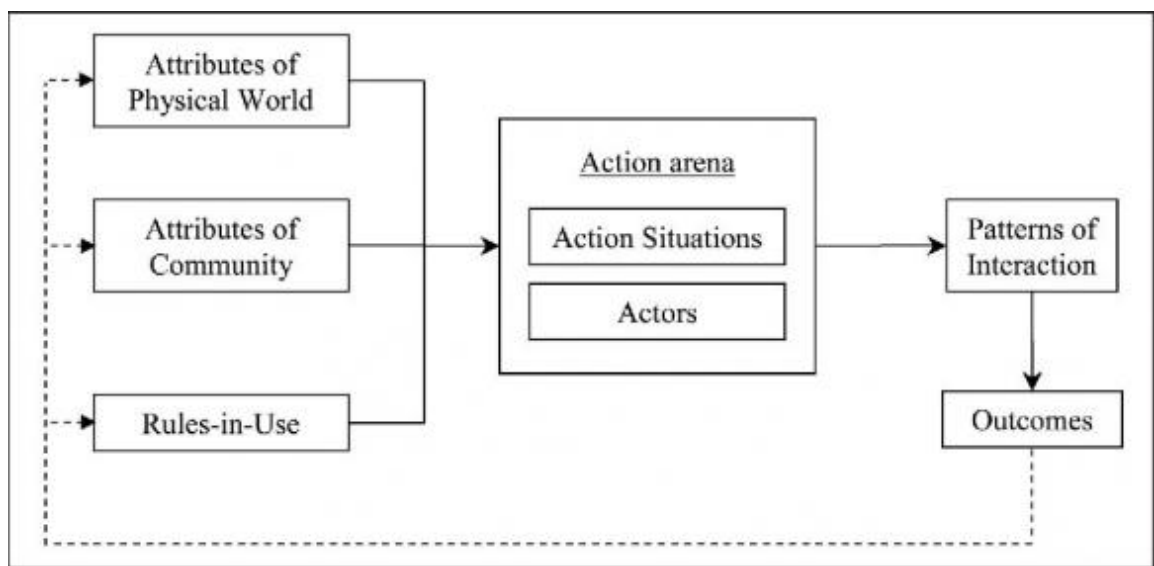 Attributes of
Physical World
Attributes of
Community
Rules-in-Use
Action arena
Action Situations
Actors
Patterns of
Interaction
Outcomes